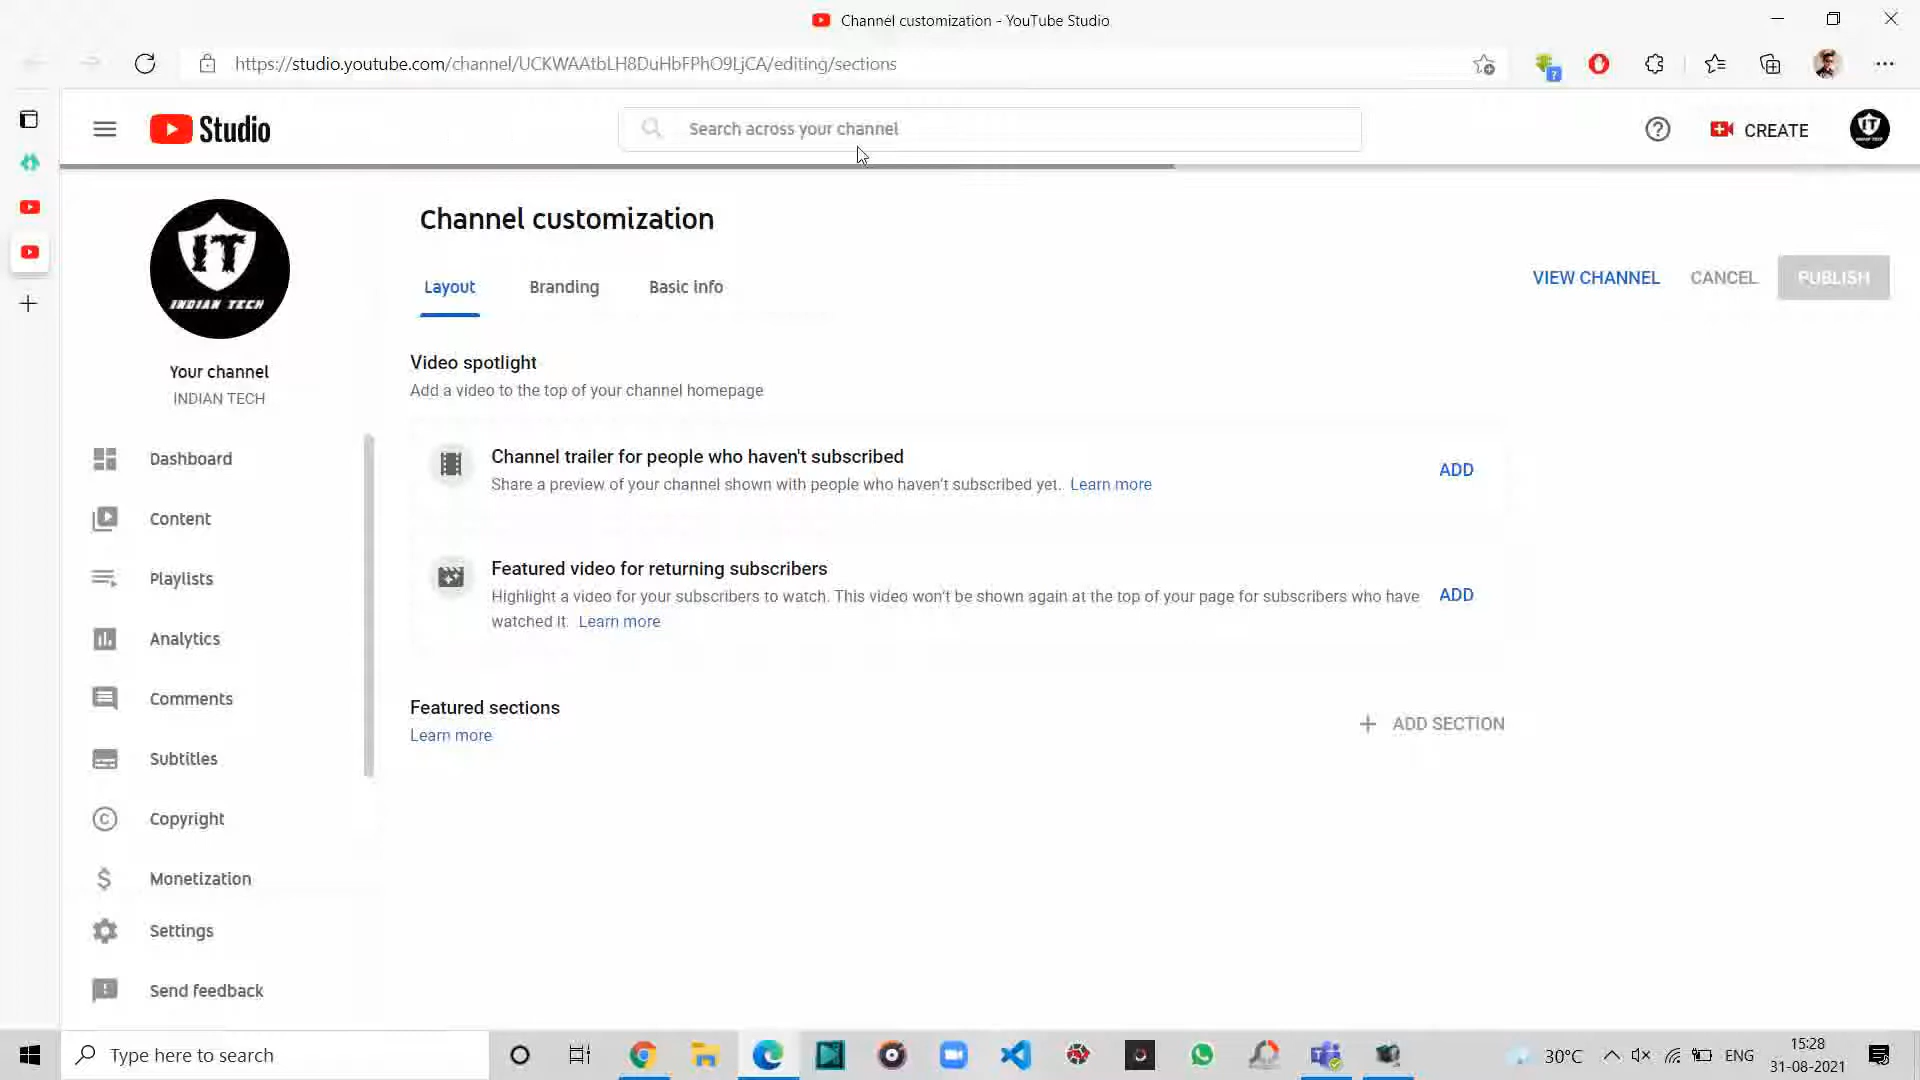 Channel customization - YouTube Studio
https://studio.youtube.com/channel/UCKWAAtbLH8DuHbFPhO9LjCA/editing/sections
Studio
Search across your channel
CREATE
IT
INDIAN TECH
Your channel
INDIAN TECH
Dashboard
Content
Playlists
Analytics
Comments
Subtitles
Copyright
Monetization
Settings
Send feedback
Channel customization
Layout
Branding
Basic info
VIEW CHANNEL
CANCEL
PUBLISH
Video spotlight
Add a video to the top of your channel homepage
Channel trailer for people who haven't subscribed
Share a preview of your channel shown with people who haven't subscribed yet. Learn more
ADD
Featured video for returning subscribers
Highlight a video for your subscribers to watch. This video won't be shown again at the top of your page for subscribers who have
watched it. Learn more
ADD
Featured sections
Learn more
ADD SECTION
Type here to search
30°C
ENG
15:28
31-08-2021